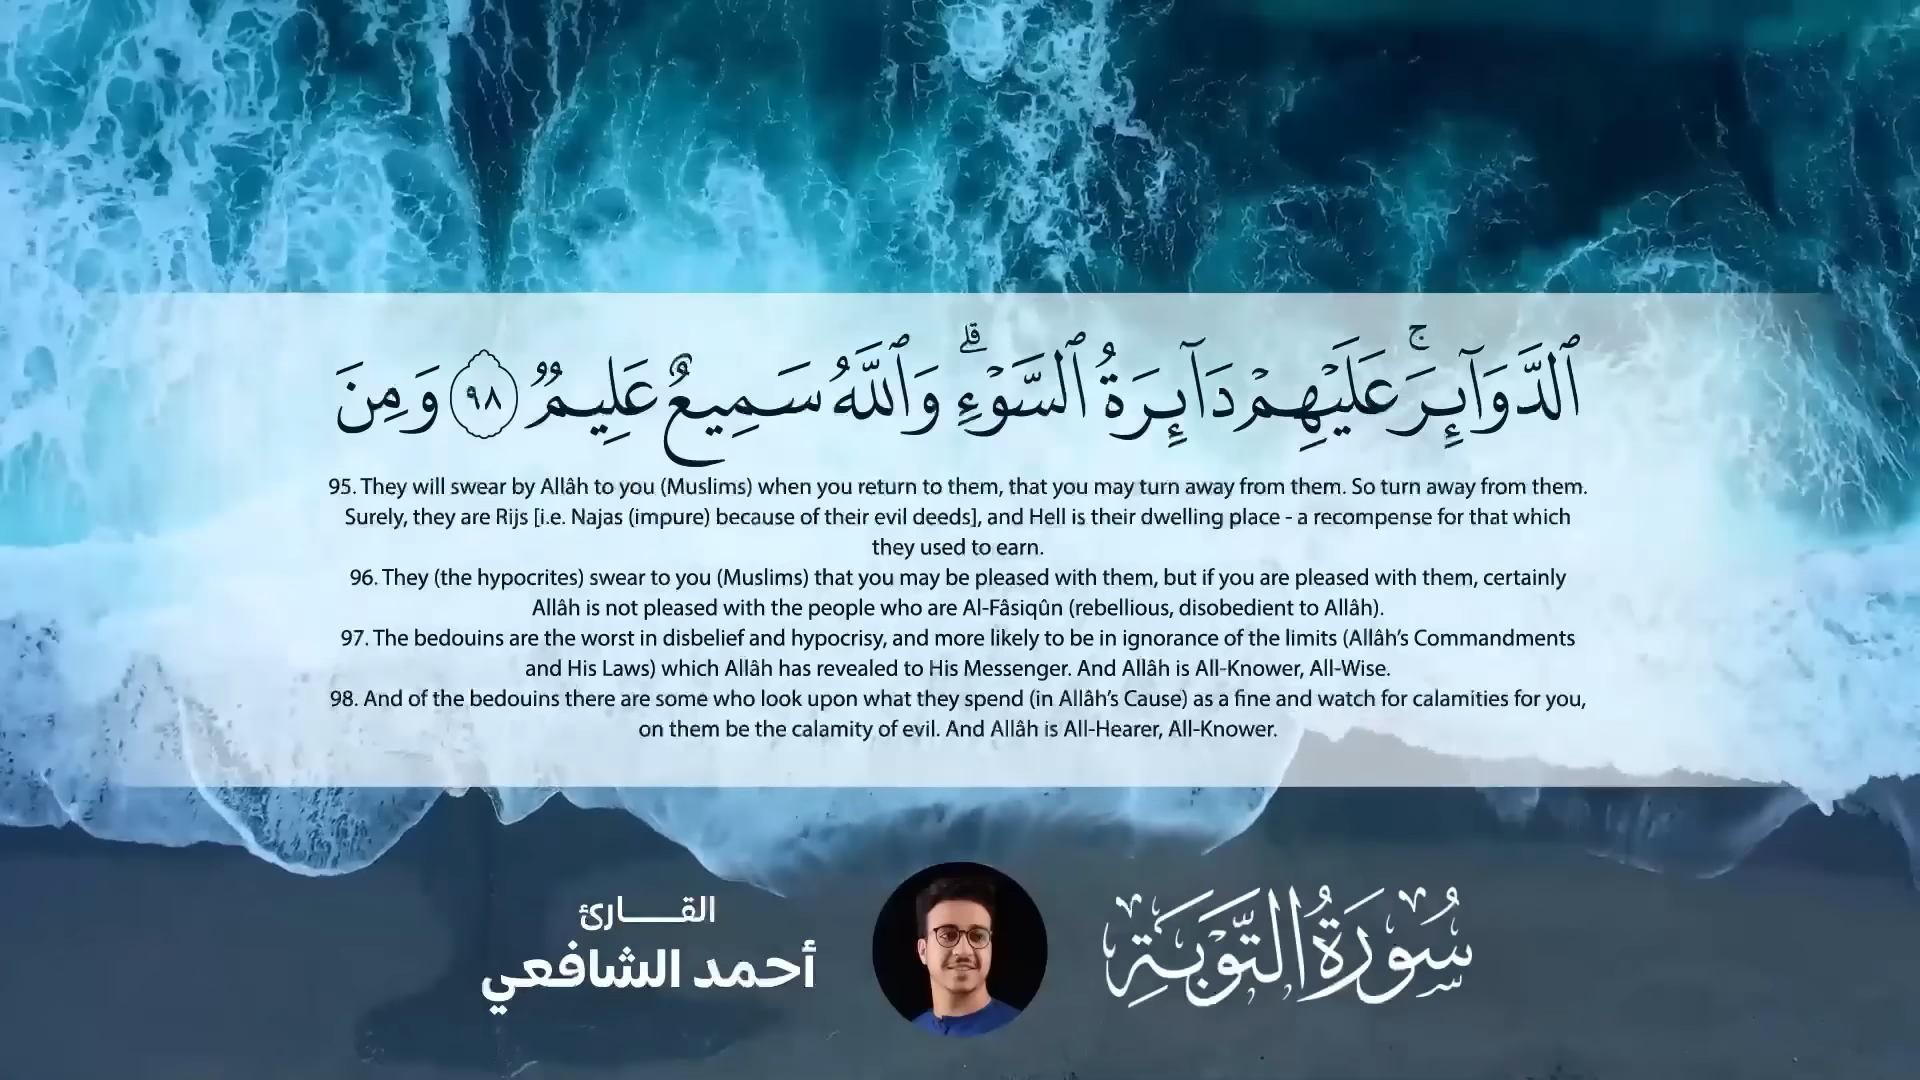 ٱلدَّوَآئِرَ ۚ عَلَيْهِمْ دَآئِرَةُ ٱلسَّوْءِ ۗ وَٱللَّهُ سَمِيعٌ عَلِيمٌ ٩٨ وَمِنَ
95. They will swear by Allâh to you (Muslims) when you return to them, that you may turn away from them. So turn away from them.
Surely, they are Rijs [i.e. Najas (impure) because of their evil deeds], and Hell is their dwelling place - a recompense for that which
they used to earn.
96. They (the hypocrites) swear to you (Muslims) that you may be pleased with them, but if you are pleased with them, certainly
Allâh is not pleased with the people who are Al-Fâsiqûn (rebellious, disobedient to Allâh).
97. The bedouins are the worst in disbelief and hypocrisy, and more likely to be in ignorance of the limits (Allâh’s Commandments
and His Laws) which Allâh has revealed to His Messenger. And Allâh is All-Knower, All-Wise.
98. And of the bedouins there are some who look upon what they spend (in Allâh’s Cause) as a fine and watch for calamities for you,
on them be the calamity of evil. And Allâh is All-Hearer, All-Knower.
سُورَةُ التَّوْبَةِ
القــــارئ
أحمد الشافعي